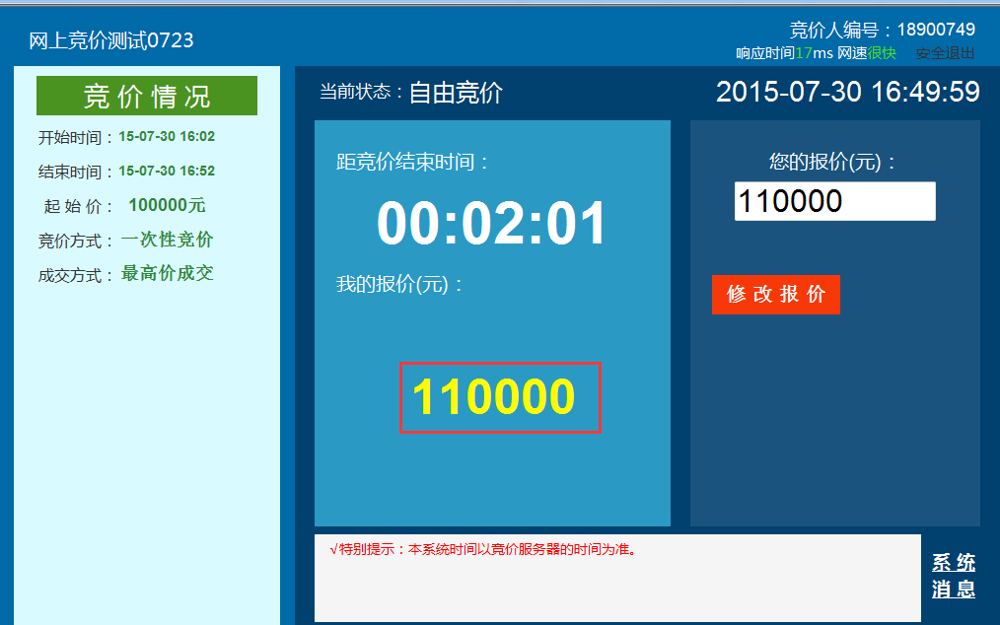 网上竞价测试0723
竞价人编号：18900749
响应时间17ms 网速很快 安全退出
竞 价 情 况
开始时间：15-07-30 16:02
结束时间：15-07-30 16:52
起 始 价： 100000元
竞价方式： 一次性竞价
成交方式： 最高价成交
当前状态：自由竞价
2015-07-30 16:49:59
距竞价结束时间：
00:02:01
我的报价(元)：
110000
您的报价(元)：
110000
修 改 报 价
√特别提示：本系统时间以竞价服务器的时间为准。
系 统
消 息